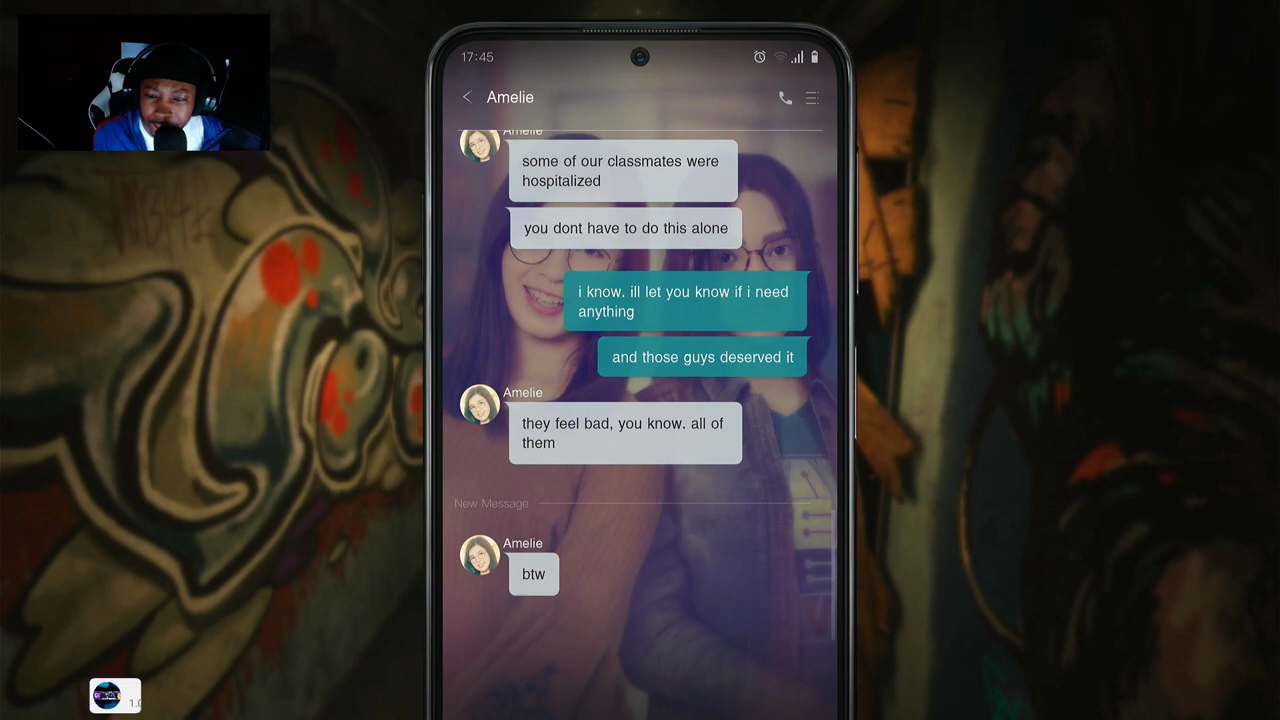 17:45
Amelie
Amelie
some of our classmates were
hospitalized
you dont have to do this alone
i know. ill let you know if i need
anything
and those guys deserved it
Amelie
they feel bad, you know. all of
them
New Message
Amelie
btw